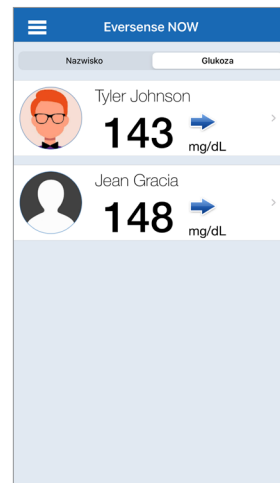 Eversense NOW
Nazwisko Glukoza
Tyler Johnson
143
mg/dL
Jean Gracia
148
mg/dL